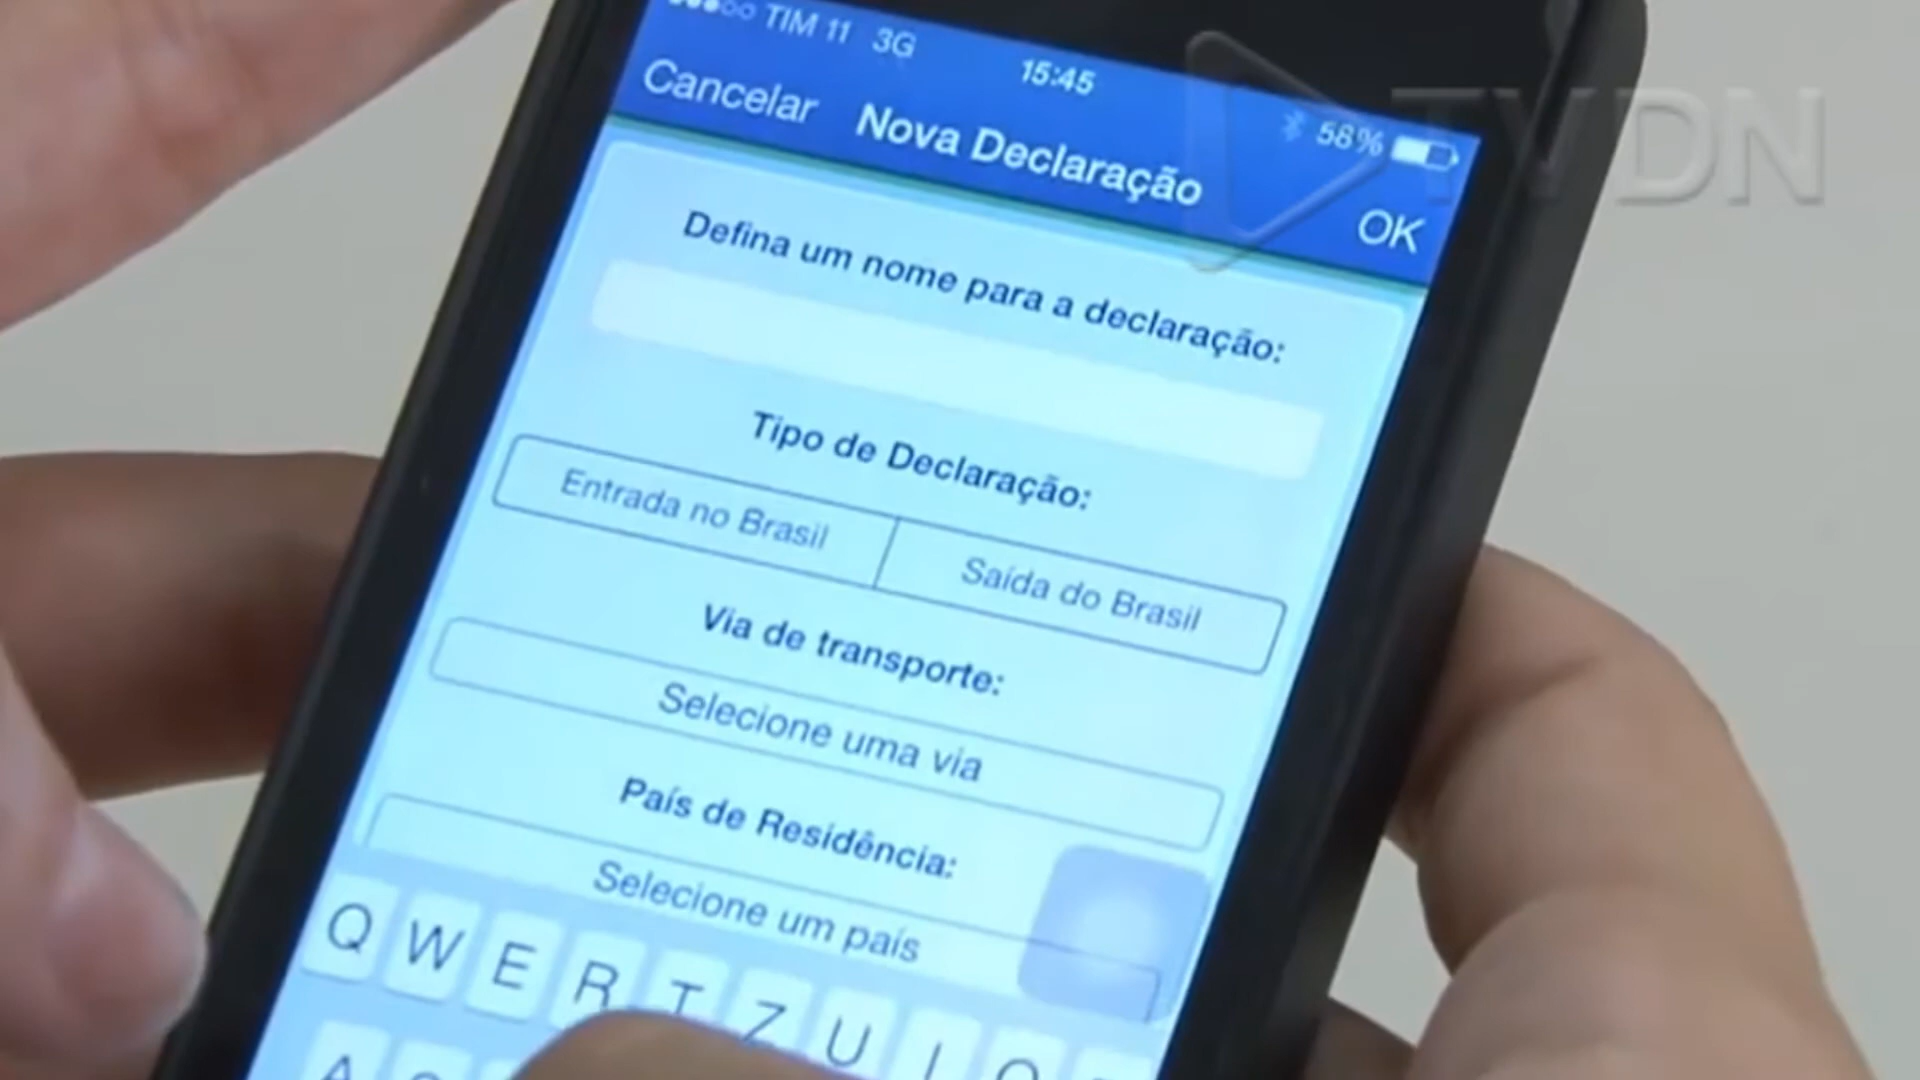 TIM 11 3G 15:45 58%
Cancelar Nova Declaração OK
TVDN
Defina um nome para a declaração:
Tipo de Declaração:
Entrada no Brasil Saída do Brasil
Via de transporte:
Selecione uma via
País de Residência:
Selecione um país
Q W E R T Z U I O
A